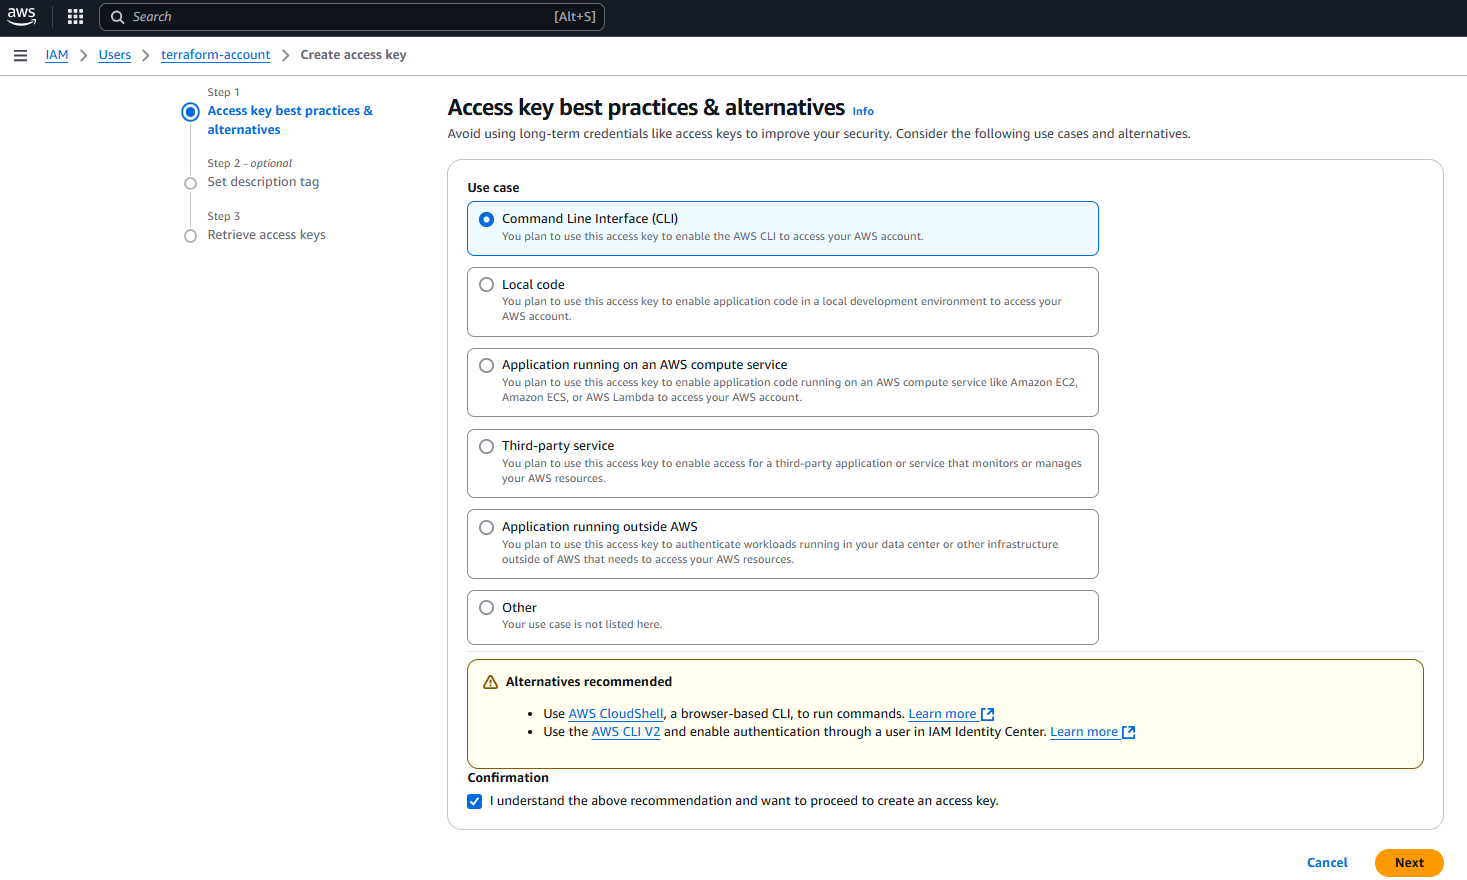 aws
Search [Alt+S]
IAM > Users > terraform-account > Create access key
Step 1
Access key best practices &
alternatives
Step 2 - optional
Set description tag
Step 3
Retrieve access keys
Access key best practices & alternatives Info
Avoid using long-term credentials like access keys to improve your security. Consider the following use cases and alternatives.
Use case
Command Line Interface (CLI)
You plan to use this access key to enable the AWS CLI to access your AWS account.
Local code
You plan to use this access key to enable application code in a local development environment to access your
AWS account.
Application running on an AWS compute service
You plan to use this access key to enable application code running on an AWS compute service like Amazon EC2,
Amazon ECS, or AWS Lambda to access your AWS account.
Third-party service
You plan to use this access key to enable access for a third-party application or service that monitors or manages
your AWS resources.
Application running outside AWS
You plan to use this access key to authenticate workloads running in your data center or other infrastructure
outside of AWS that needs to access your AWS resources.
Other
Your use case is not listed here.
Alternatives recommended
• Use AWS CloudShell, a browser-based CLI, to run commands. Learn more
• Use the AWS CLI V2 and enable authentication through a user in IAM Identity Center. Learn more
Confirmation
I understand the above recommendation and want to proceed to create an access key.
Cancel Next